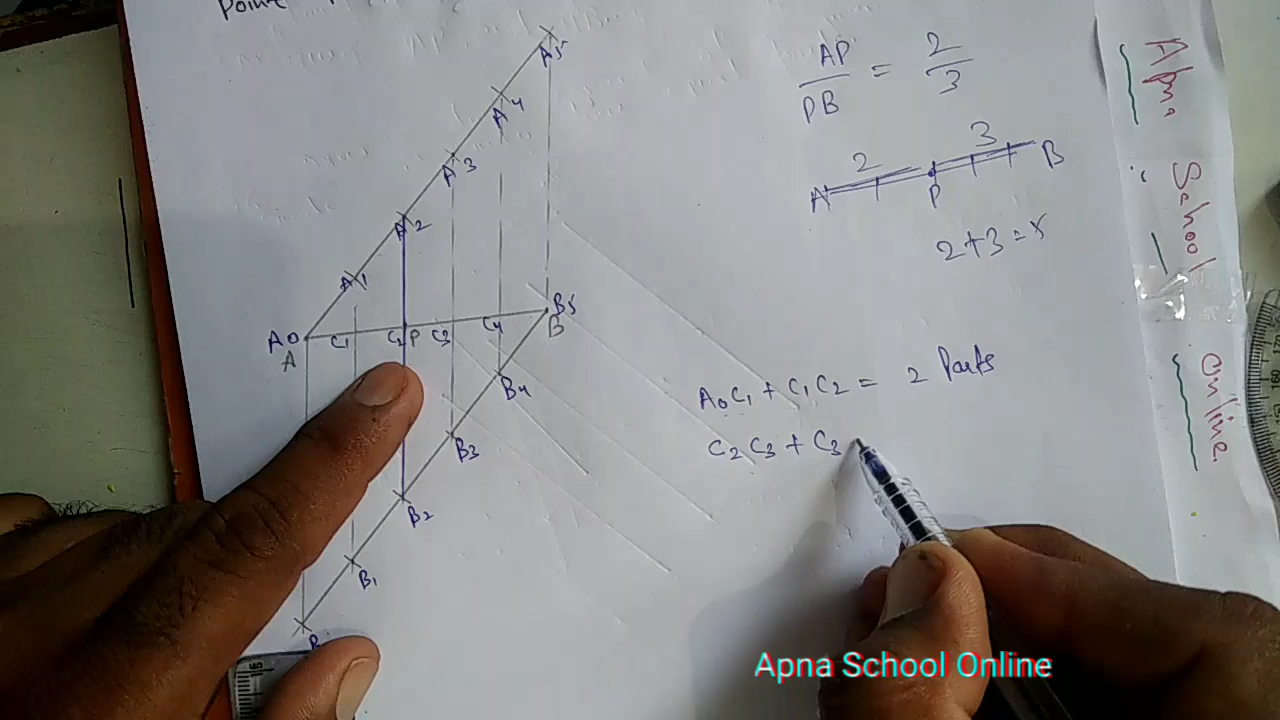 Point
A5
A4
A3
A2
A1
A0
A
C1
C2
P
C3
C4
B5
B
B4
B3
B2
B1
AP
PB
=
2
3
2
3
A
P
B
2+3=5
A0C1 + C1C2 = 2 Parts
C2C3 + C3
Apna School Online
Apna School Online